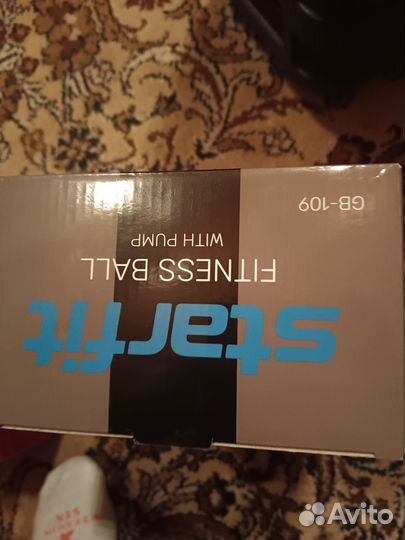 starfit
FITNESS BALL
WITH PUMP
GB-109
Avito